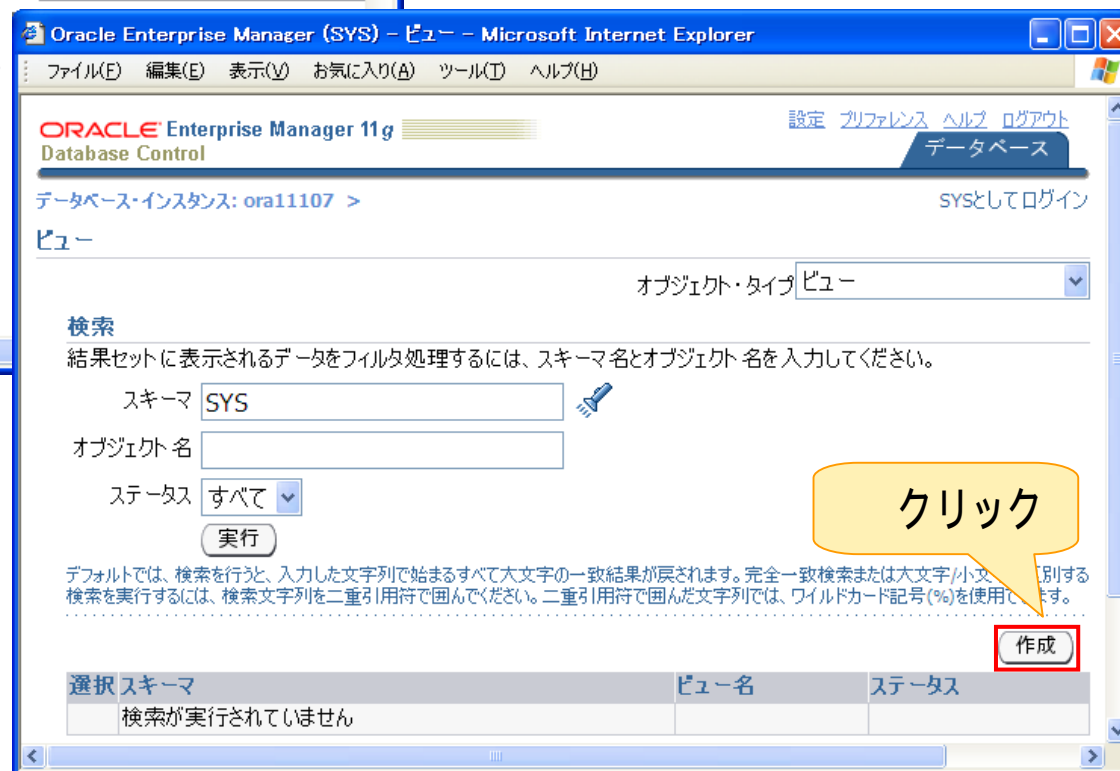 Oracle Enterprise Manager (SYS) - ビュー - Microsoft Internet Explorer
ファイル(F) 編集(E) 表示(V) お気に入り(A) ツール(T) ヘルプ(H)
設定 プリファレンス ヘルプ ログアウト
ORACLE Enterprise Manager 11g
Database Control
データベース
データベース・インスタンス: ora11107 >
SYSとしてログイン
ビュー
オブジェクト・タイプ ビュー
検索
結果セットに表示されるデータをフィルタ処理するには、スキーマ名とオブジェクト名を入力してください。
スキーマ SYS
オブジェクト名
ステータス すべて
クリック
実行
デフォルトでは、検索を行うと、入力した文字列で始まるすべて大文字の一致結果が戻されます。完全一致検索または大文字/小文 別する
検索を実行するには、検索文字列を二重引用符で囲んでください。二重引用符で囲んだ文字列では、ワイルドカード記号(%)を使用で ます。
作成
選択 スキーマ ビュー名 ステータス
検索が実行されていません